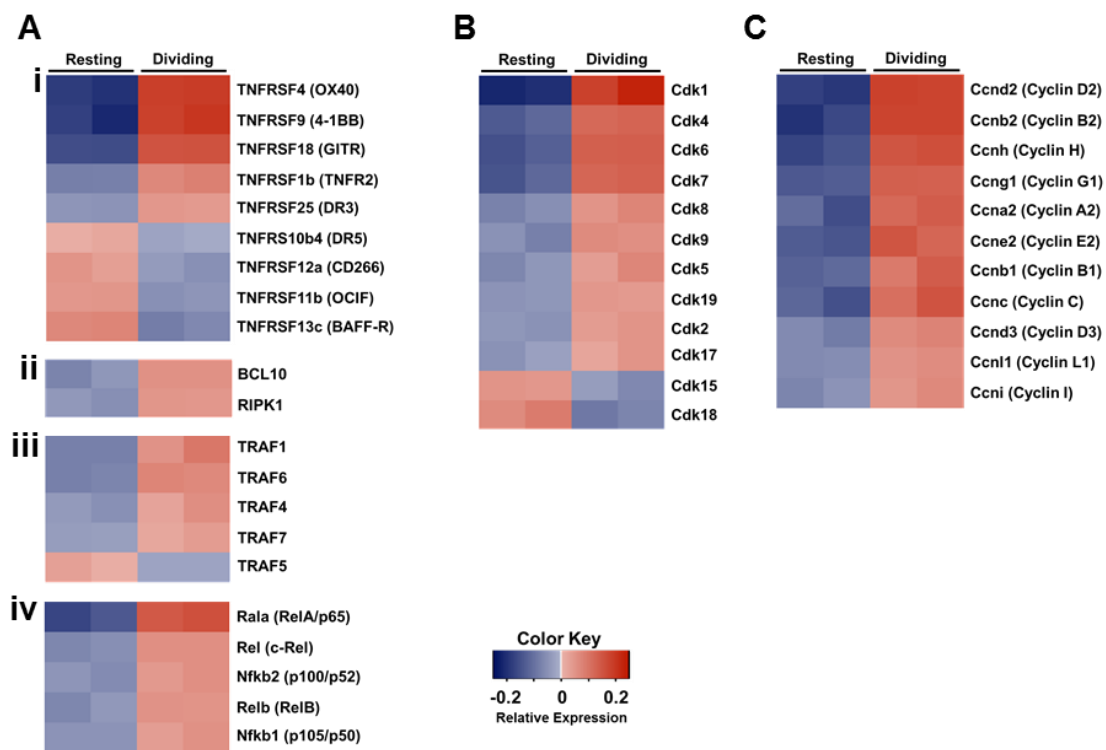 A
Resting Dividing
i
TNFRSF4 (OX40)
TNFRSF9 (4-1BB)
TNFRSF18 (GITR)
TNFRSF1b (TNFR2)
TNFRSF25 (DR3)
TNFRS10b4 (DR5)
TNFRSF12a (CD266)
TNFRSF11b (OCIF)
TNFRSF13c (BAFF-R)
ii
BCL10
RIPK1
iii
TRAF1
TRAF6
TRAF4
TRAF7
TRAF5
iv
Rala (RelA/p65)
Rel (c-Rel)
Nfkb2 (p100/p52)
Relb (RelB)
Nfkb1 (p105/p50)
B
Resting Dividing
Cdk1
Cdk4
Cdk6
Cdk7
Cdk8
Cdk9
Cdk5
Cdk19
Cdk2
Cdk17
Cdk15
Cdk18
C
Resting Dividing
Ccnd2 (Cyclin D2)
Ccnb2 (Cyclin B2)
Ccnh (Cyclin H)
Ccng1 (Cyclin G1)
Ccna2 (Cyclin A2)
Ccne2 (Cyclin E2)
Ccnb1 (Cyclin B1)
Ccnc (Cyclin C)
Ccnd3 (Cyclin D3)
Ccnl1 (Cyclin L1)
Ccni (Cyclin I)
Color Key
-0.2 0 0.2
Relative Expression